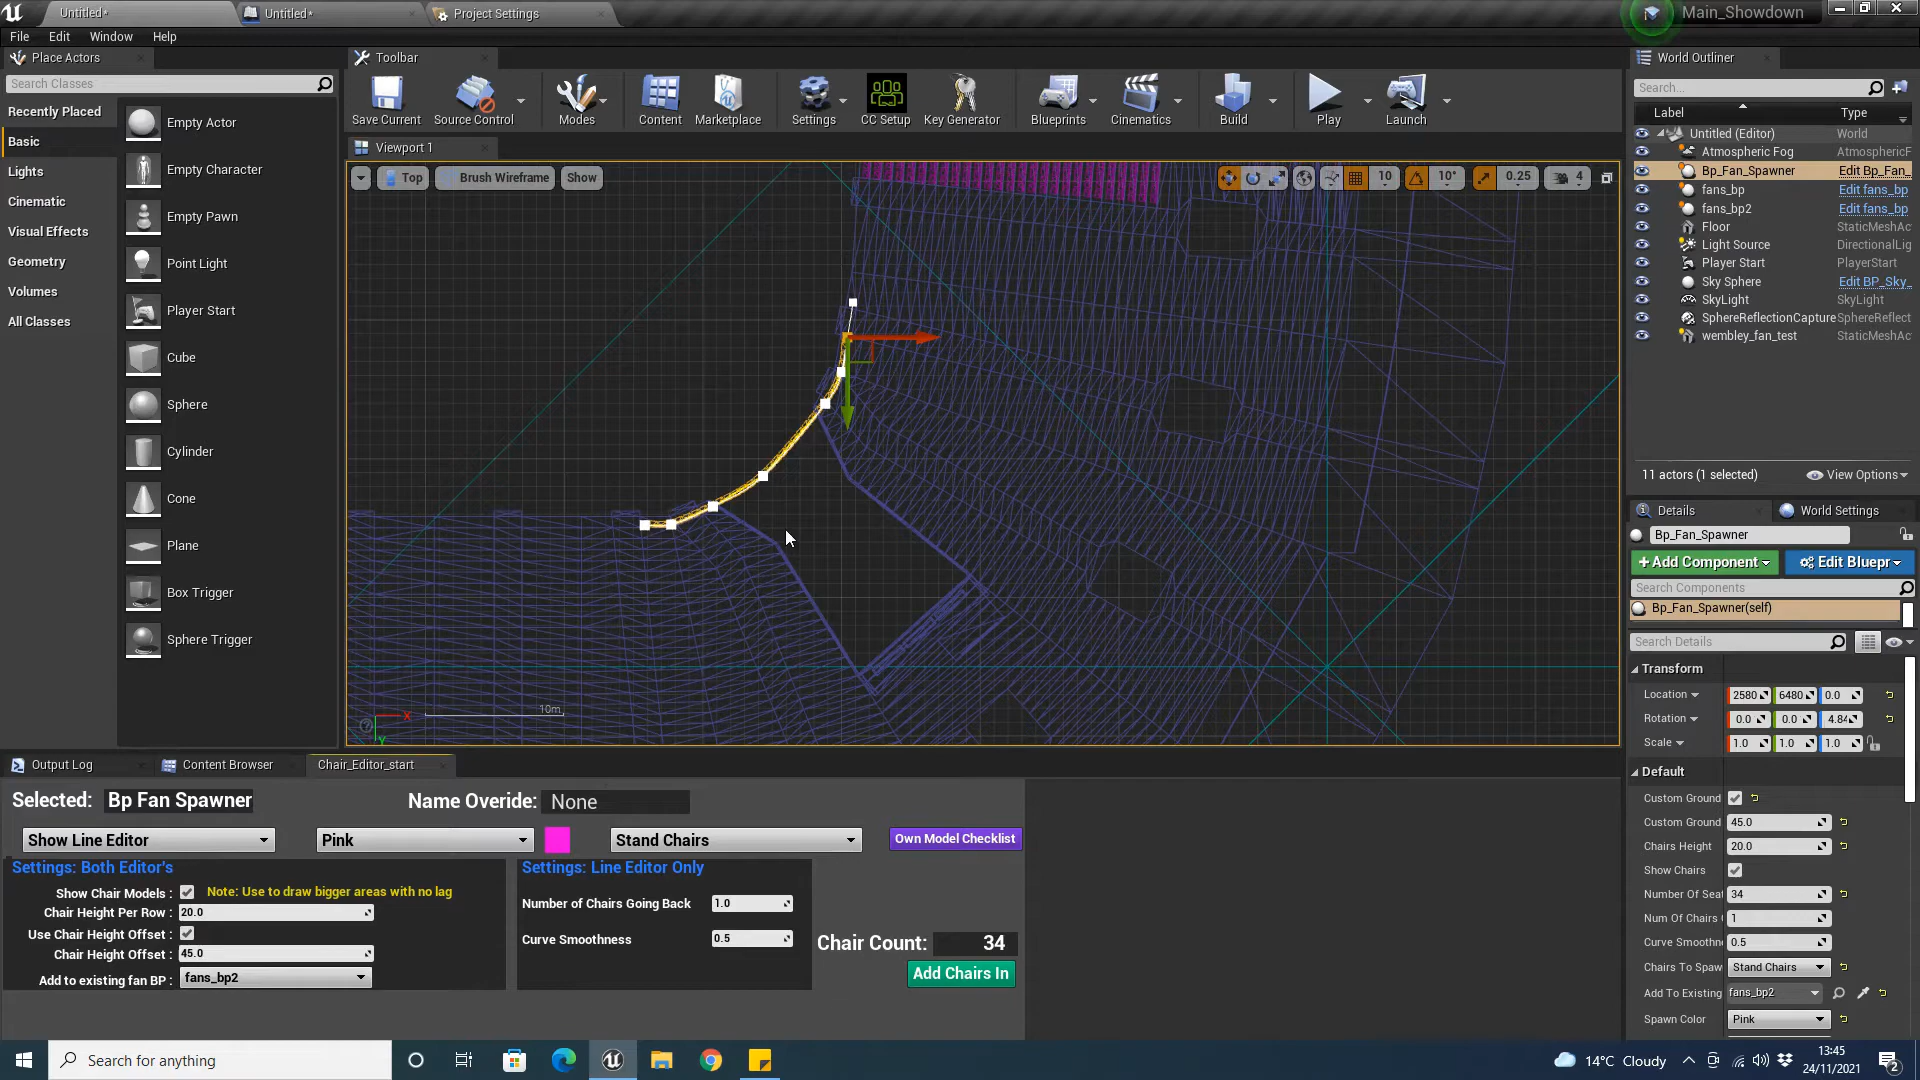 Untitled*
Untitled*
Project Settings
Main_Showdown
File Edit Window Help
Place Actors
Search Classes
Recently Placed
Basic
Lights
Cinematic
Visual Effects
Geometry
Volumes
All Classes
Empty Actor
Empty Character
Empty Pawn
Point Light
Player Start
Cube
Sphere
Cylinder
Cone
Plane
Box Trigger
Sphere Trigger
Toolbar
Save Current
Source Control
Modes
Content
Marketplace
Settings
CC Setup
Key Generator
Blueprints
Cinematics
Build
Play
Launch
Viewport 1
Top
Brush Wireframe
Show
10
10°
0.25
4
10m
X
Y
World Outliner
Search...
Label Type
Untitled (Editor) World
Atmospheric Fog AtmosphericF
Bp_Fan_Spawner Edit Bp_Fan_
fans_bp Edit fans_bp
fans_bp2 Edit fans_bp
Floor StaticMeshAc
Light Source DirectionalLig
Player Start PlayerStart
Sky Sphere Edit BP_Sky_
SkyLight SkyLight
SphereReflectionCapture SphereReflect
wembley_fan_test StaticMeshAc
11 actors (1 selected) View Options
Details
World Settings
Bp_Fan_Spawner
+ Add Component
Edit Bluepr
Search Components
Bp_Fan_Spawner(self)
Search Details
Transform
Location 2580 6480 0.0
Rotation 0.0 0.0 4.84
Scale 1.0 1.0 1.0
Default
Custom Ground
Custom Ground 45.0
Chairs Height 20.0
Show Chairs
Number Of Sea 34
Num Of Chairs 1
Curve Smoothn 0.5
Chairs To Spaw Stand Chairs
Add To Existing fans_bp2
Spawn Color Pink
Output Log
Content Browser
Chair_Editor_start
Selected: Bp Fan Spawner
Name Overide: None
Show Line Editor
Pink
Stand Chairs
Own Model Checklist
Settings: Both Editor's
Show Chair Models : Note: Use to draw bigger areas with no lag
Chair Height Per Row : 20.0
Use Chair Height Offset :
Chair Height Offset : 45.0
Add to existing fan BP : fans_bp2
Settings: Line Editor Only
Number of Chairs Going Back 1.0
Curve Smoothness 0.5
Chair Count: 34
Add Chairs In
Search for anything
14°C Cloudy
13:45
24/11/2021
2